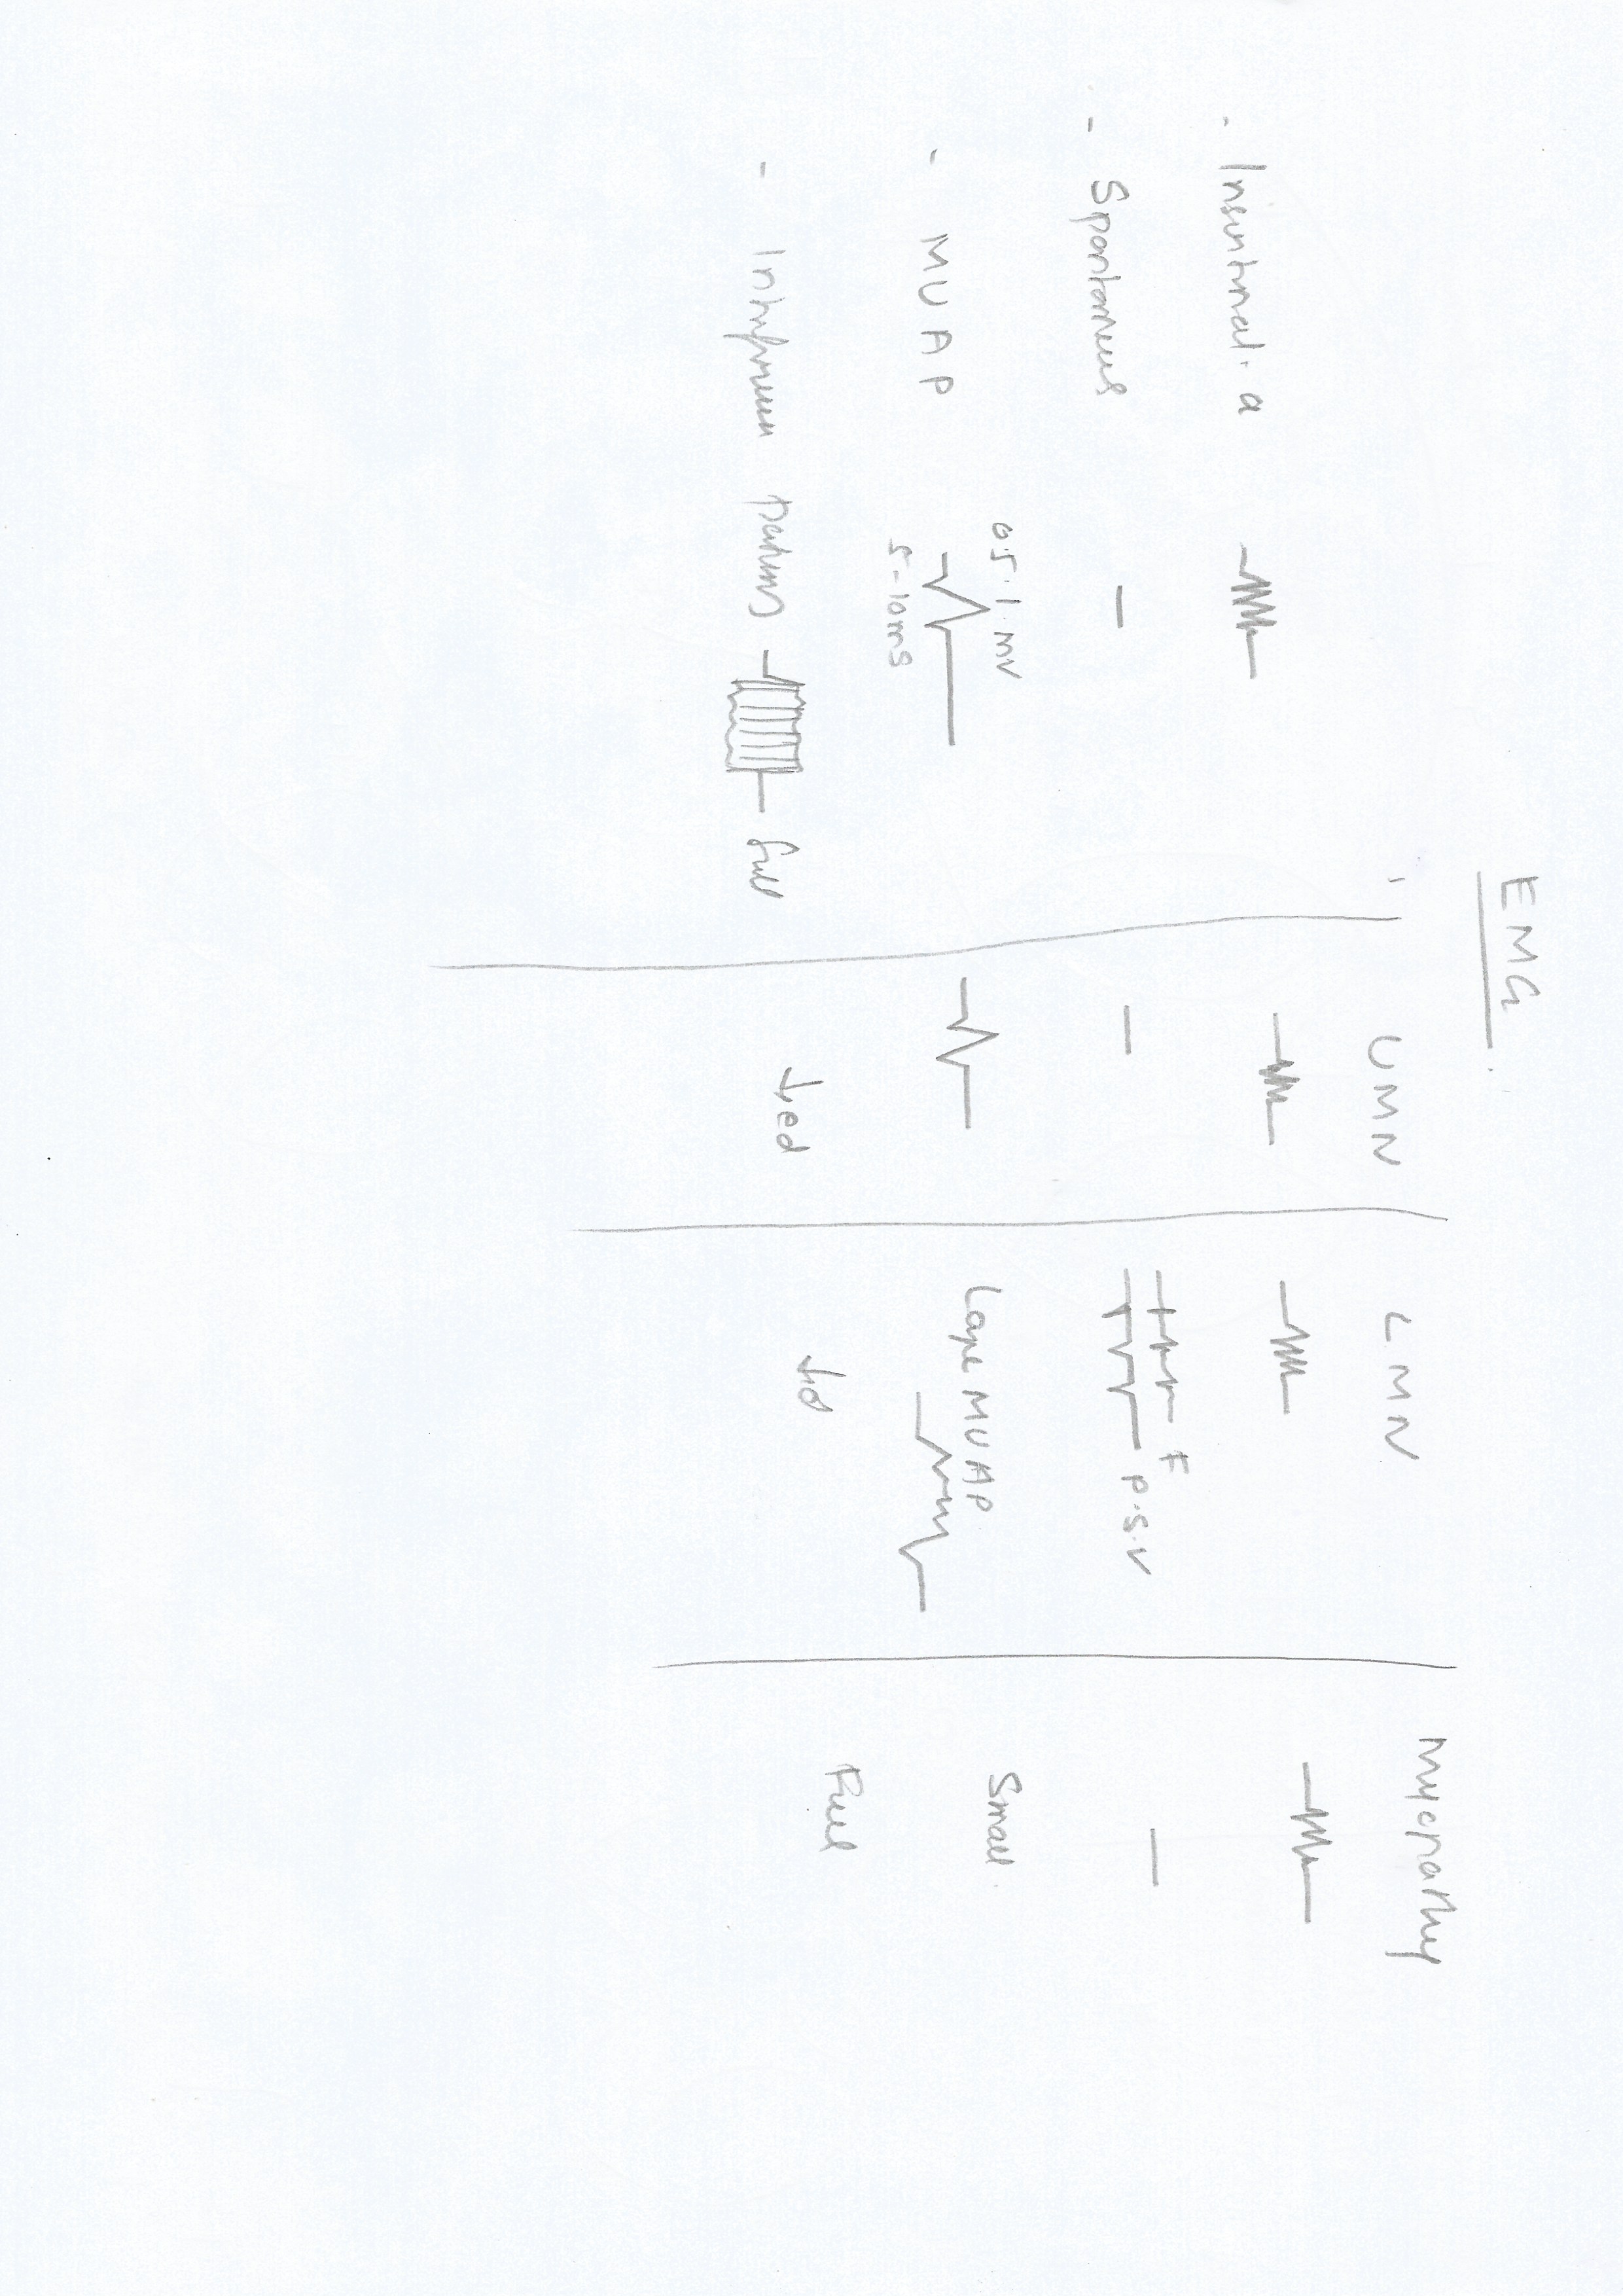 EMG
UMN LMN Myopathy
- Insertional. a
F
- Spontaneous P.S.V
0.5.1.mV
- MUAP Large MUAP Small
5-10ms
- Interference patterns full ↓ed ↓d Full